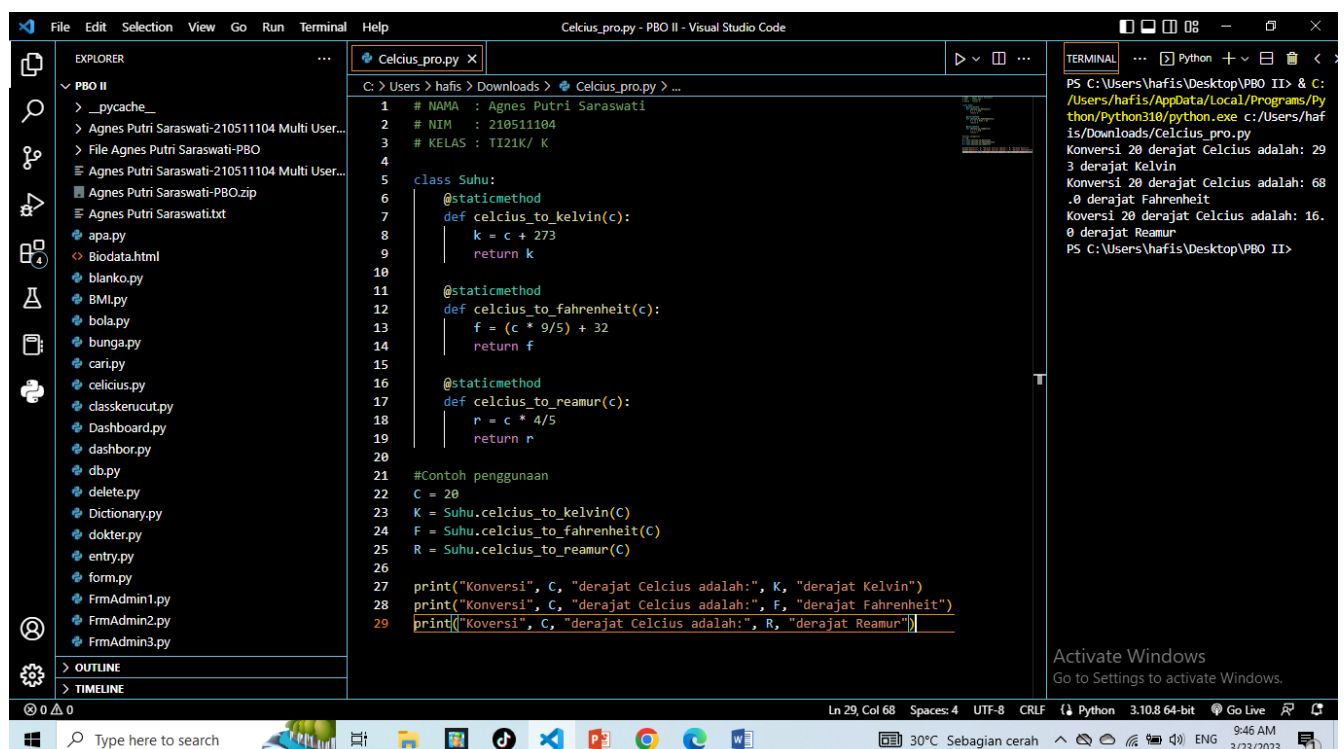 File Edit Selection View Go Run Terminal Help
Celcius_pro.py - PBO II - Visual Studio Code
EXPLORER
PBO II
__pycache__
Agnes Putri Saraswati-210511104 Multi User...
File Agnes Putri Saraswati-PBO
Agnes Putri Saraswati-210511104 Multi User...
Agnes Putri Saraswati-PBO.zip
Agnes Putri Saraswati.txt
apa.py
Biodata.html
blanko.py
BMI.py
bola.py
bunga.py
cari.py
celicius.py
classkerucut.py
Dashboard.py
dashbor.py
db.py
delete.py
Dictionary.py
dokter.py
entry.py
form.py
FrmAdmin1.py
FrmAdmin2.py
FrmAdmin3.py
OUTLINE
TIMELINE
4
Celcius_pro.py
C: > Users > hafis > Downloads > Celcius_pro.py > ...
1 # NAMA : Agnes Putri Saraswati
2 # NIM : 210511104
3 # KELAS : TI21K/ K
4
5 class Suhu:
6 @staticmethod
7 def celcius_to_kelvin(c):
8 k = c + 273
9 return k
10
11 @staticmethod
12 def celcius_to_fahrenheit(c):
13 f = (c * 9/5) + 32
14 return f
15
16 @staticmethod
17 def celcius_to_reamur(c):
18 r = c * 4/5
19 return r
20
21 #Contoh penggunaan
22 C = 20
23 K = Suhu.celcius_to_kelvin(C)
24 F = Suhu.celcius_to_fahrenheit(C)
25 R = Suhu.celcius_to_reamur(C)
26
27 print("Konversi", C, "derajat Celcius adalah:", K, "derajat Kelvin")
28 print("Konversi", C, "derajat Celcius adalah:", F, "derajat Fahrenheit")
29 print("Koversi", C, "derajat Celcius adalah:", R, "derajat Reamur")
TERMINAL ... Python
PS C:\Users\hafis\Desktop\PBO II> & C:
/Users/hafis/AppData/Local/Programs/Py
thon/Python310/python.exe c:/Users/haf
is/Downloads/Celcius_pro.py
Konversi 20 derajat Celcius adalah: 29
3 derajat Kelvin
Konversi 20 derajat Celcius adalah: 68
.0 derajat Fahrenheit
Koversi 20 derajat Celcius adalah: 16.
0 derajat Reamur
PS C:\Users\hafis\Desktop\PBO II>
Activate Windows
Go to Settings to activate Windows.
0 0
Ln 29, Col 68 Spaces: 4 UTF-8 CRLF Python 3.10.8 64-bit Go Live
Type here to search
30°C Sebagian cerah
ENG
9:46 AM
3/23/2023